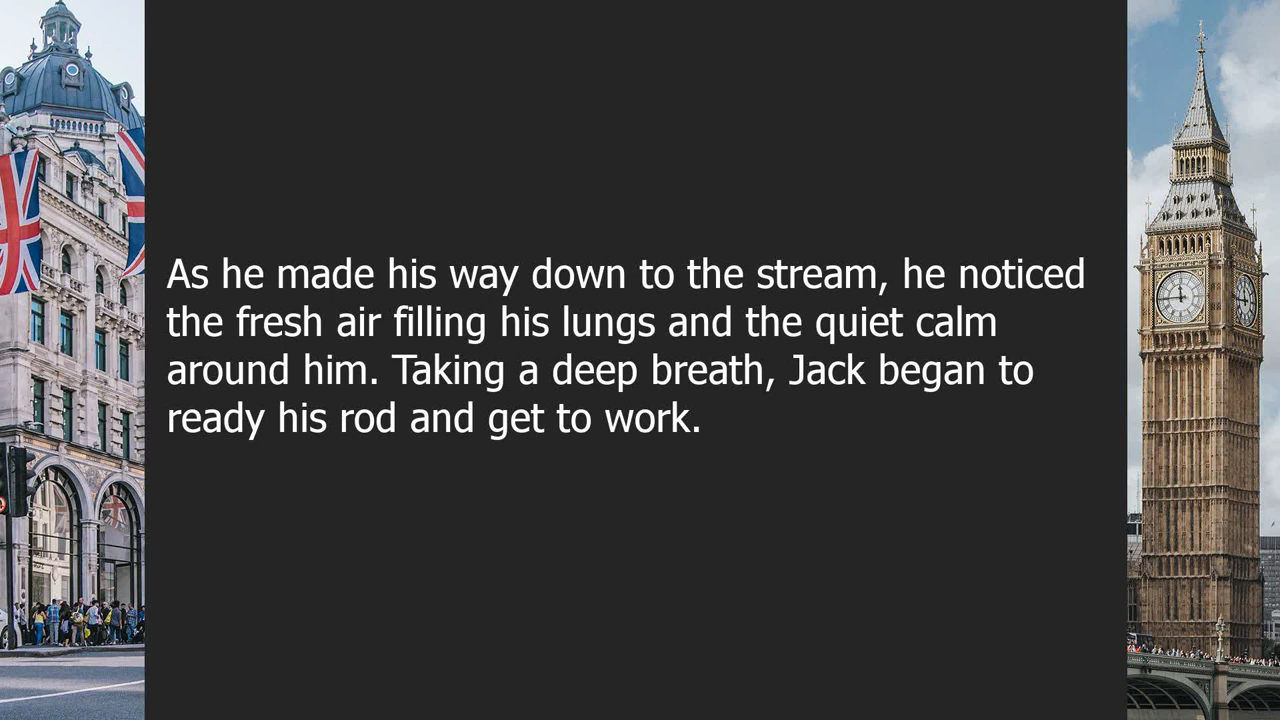 As he made his way down to the stream, he noticed
the fresh air filling his lungs and the quiet calm
around him. Taking a deep breath, Jack began to
ready his rod and get to work.